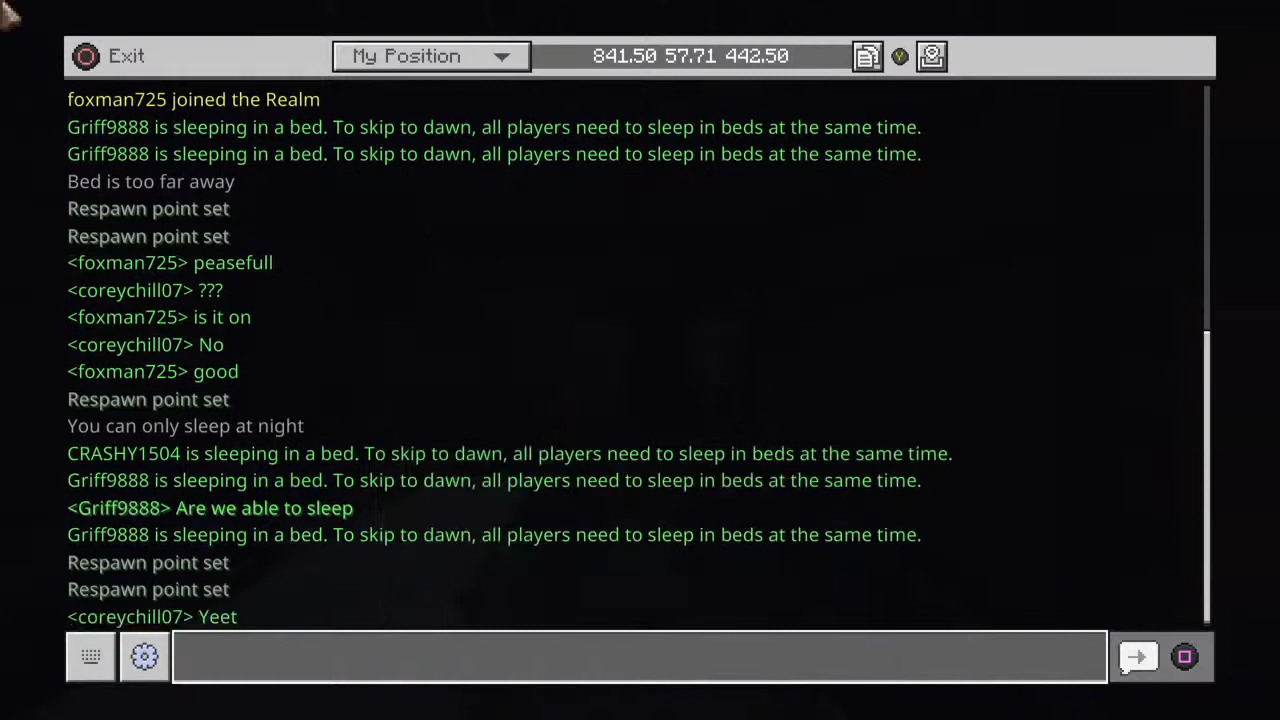 Exit
My Position
841.50 57.71 442.50
Y
foxman725 joined the Realm
Griff9888 is sleeping in a bed. To skip to dawn, all players need to sleep in beds at the same time.
Griff9888 is sleeping in a bed. To skip to dawn, all players need to sleep in beds at the same time.
Bed is too far away
Respawn point set
Respawn point set
<foxman725> peasefull
<coreychill07> ???
<foxman725> is it on
<coreychill07> No
<foxman725> good
Respawn point set
You can only sleep at night
CRASHY1504 is sleeping in a bed. To skip to dawn, all players need to sleep in beds at the same time.
Griff9888 is sleeping in a bed. To skip to dawn, all players need to sleep in beds at the same time.
<Griff9888> Are we able to sleep
Griff9888 is sleeping in a bed. To skip to dawn, all players need to sleep in beds at the same time.
Respawn point set
Respawn point set
<coreychill07> Yeet